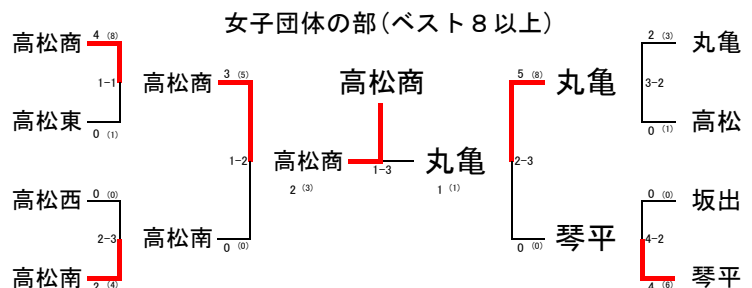 女子団体の部(ベスト8以上)
高松商
4 (8)
1-1
高松東
0 (1)
高松西
0 (0)
2-3
高松南
2 (4)
高松商
3 (5)
1-2
高松南
0 (0)
高松商
高松商
2 (3)
1-3
丸亀
1 (1)
5 (8)
丸亀
2-3
0 (0)
琴平
2 (3)
丸亀
3-2
0 (1)
高松
0 (0)
坂出
4-2
4 (6)
琴平